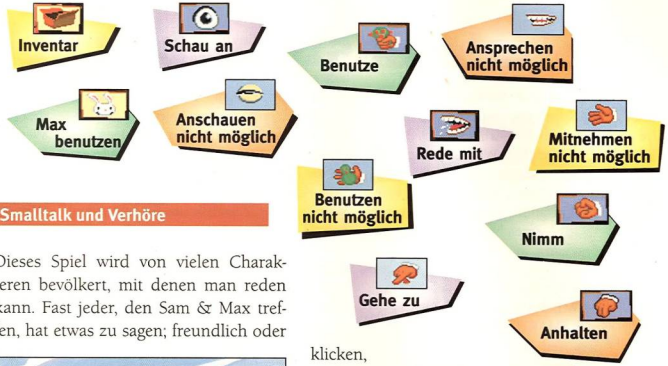 Inventar
Schau an
Benutze
Ansprechen
nicht möglich
Max
benutzen
Anschauen
nicht möglich
Rede mit
Mitnehmen
nicht möglich
Benutzen
nicht möglich
Nimm
Gehe zu
Anhalten
Smalltalk und Verhöre
Dieses Spiel wird von vielen Charak-
teren bevölkert, mit denen man reden
kann. Fast jeder, den Sam & Max tref-
fen, hat etwas zu sagen; freundlich oder
klicken,